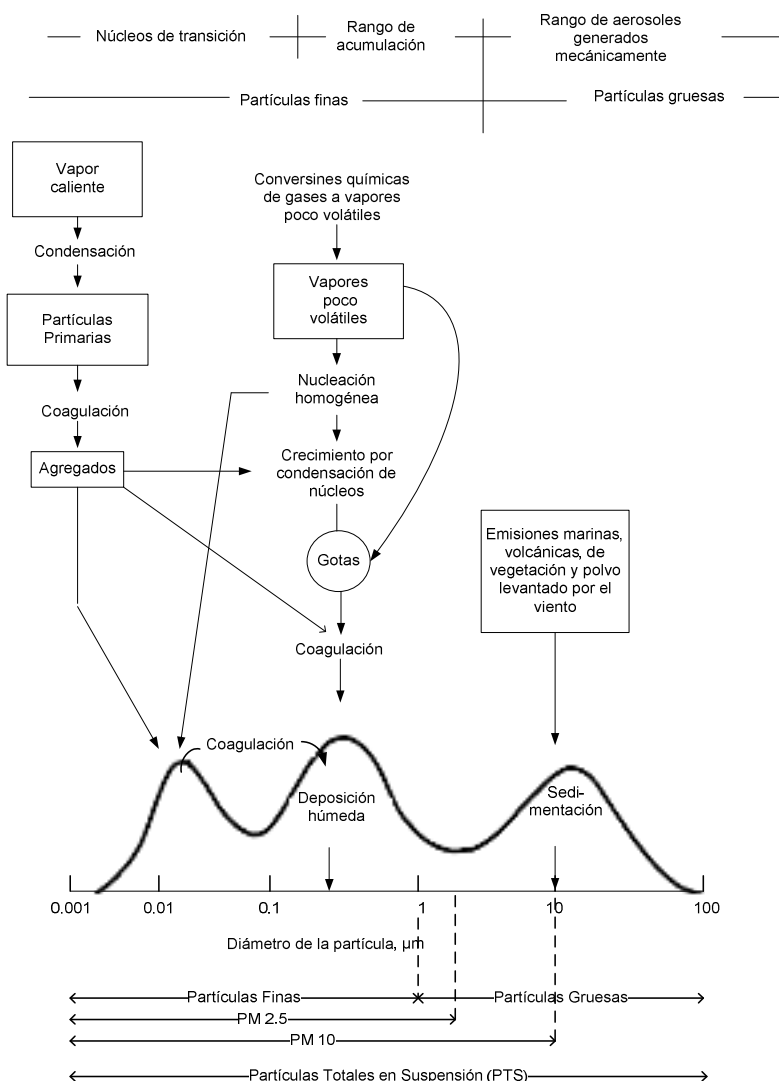 Núcleos de transición
Rango de
acumulación
Rango de aerosoles
generados
mecánicamente
Partículas finas
Partículas gruesas
Vapor
caliente
Condensación
Partículas
Primarias
Coagulación
Agregados
Conversines químicas
de gases a vapores
poco volátiles
Vapores
poco
volátiles
Nucleación
homogénea
Crecimiento por
condensación de
núcleos
Gotas
Coagulación
Emisiones marinas,
volcánicas, de
vegetación y polvo
levantado por el
viento
Coagulación
Deposición
húmeda
Sedi-
mentación
0.001 0.01 0.1 1 10 100
Diámetro de la partícula, µm
Partículas Finas
Partículas Gruesas
PM 2.5
PM 10
Partículas Totales en Suspensión (PTS)